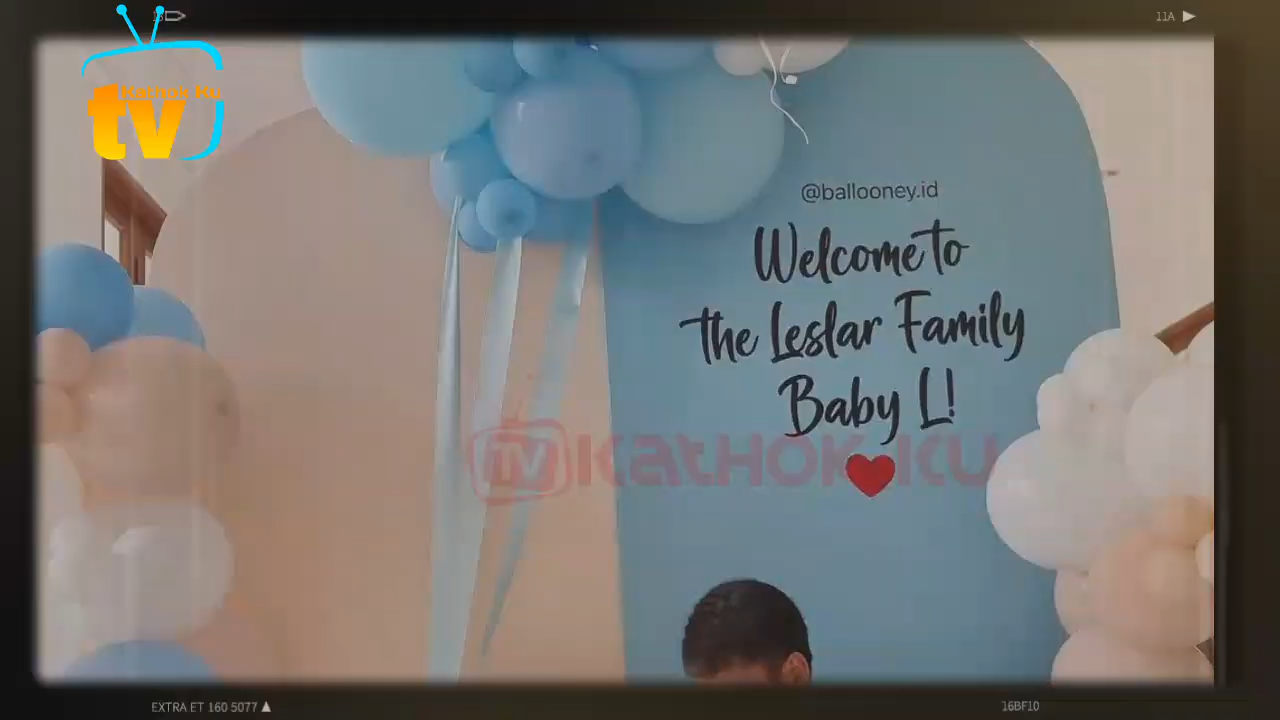 11A
Kathok Ku
tv
@ballooney.id
Welcome to
the Leslar Family
Baby L!
tv KATHOK KU
EXTRA ET 160 5077
16BF10